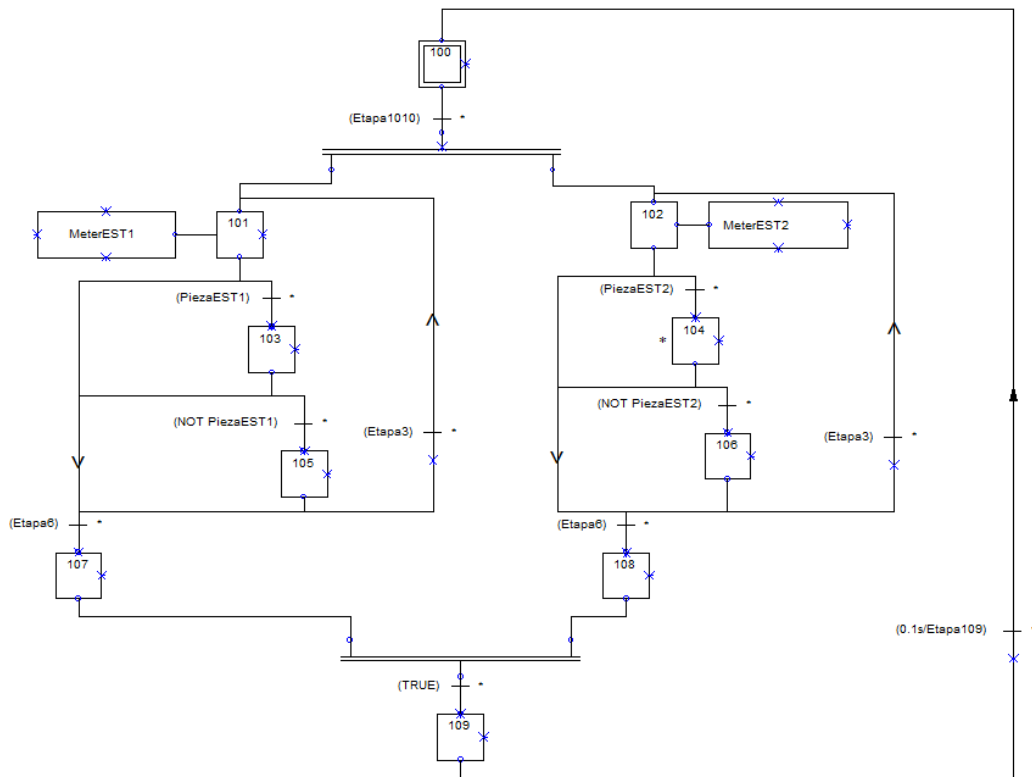 100
(Etapa1010) *
MeterEST1
101
102
MeterEST2
(PiezaEST1) *
(PiezaEST2) *
103
* 104
(NOT PiezaEST1) *
(Etapa3) *
(NOT PiezaEST2) *
(Etapa3) *
105
106
(Etapa6) *
(Etapa6) *
107
108
(0.1s/Etapa109) *
(TRUE) *
109